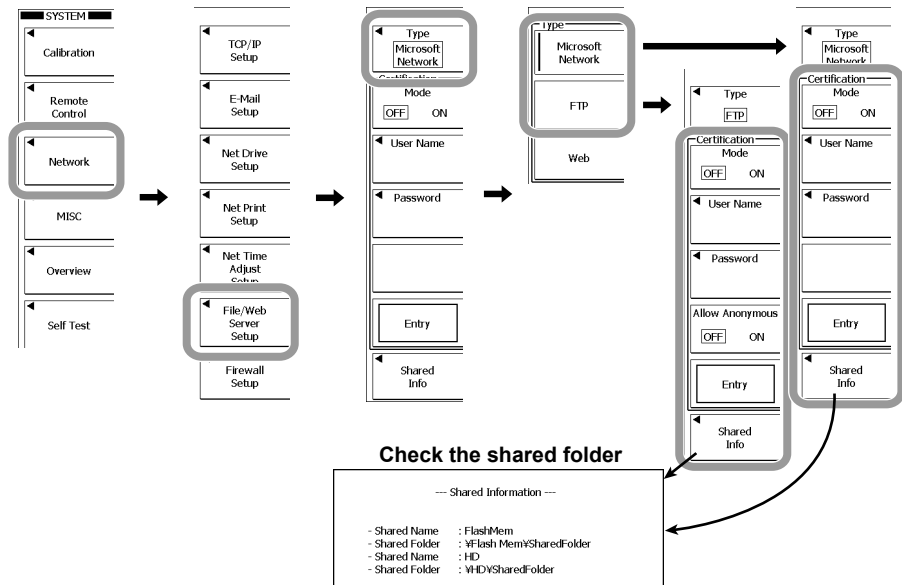 SYSTEM
Calibration
Remote
Control
Network
MISC
Overview
Self Test
TCP/IP
Setup
E-Mail
Setup
Net Drive
Setup
Net Print
Setup
Net Time
Adjust
Setup
File/Web
Server
Setup
Firewall
Setup
Type
Microsoft
Network
Certification
Mode
OFF ON
User Name
Password
Entry
Shared
Info
Type
Microsoft
Network
FTP
Web
Type
FTP
Certification
Mode
OFF ON
User Name
Password
Allow Anonymous
OFF ON
Entry
Shared
Info
Type
Microsoft
Network
Certification
Mode
OFF ON
User Name
Password
Entry
Shared
Info
Check the shared folder
--- Shared Information ---
- Shared Name : FlashMem
- Shared Folder : ¥Flash Mem¥SharedFolder
- Shared Name : HD
- Shared Folder : ¥HD¥SharedFolder